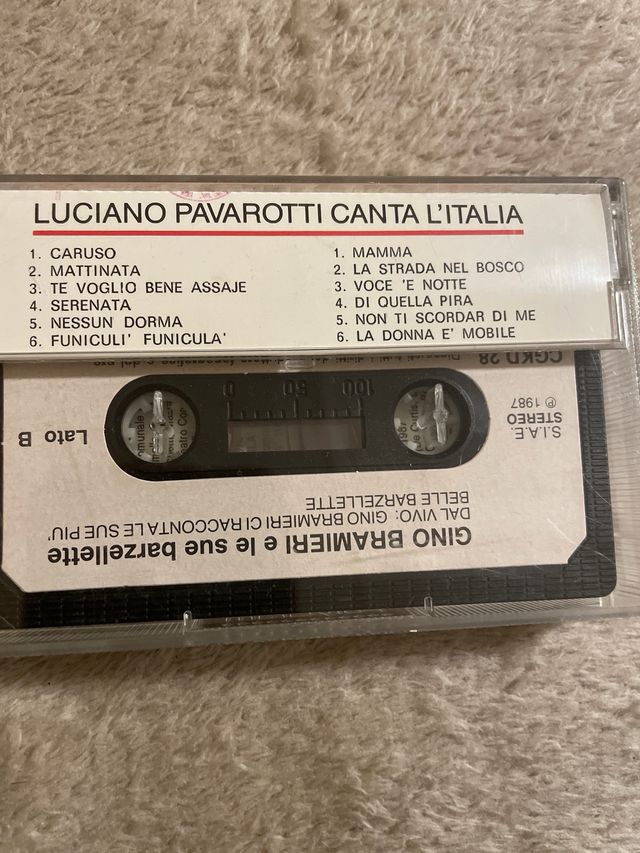 LUCIANO PAVAROTTI CANTA L'ITALIA
1. CARUSO
2. MATTINATA
3. TE VOGLIO BENE ASSAJE
4. SERENATA
5. NESSUN DORMA
6. FUNICULI' FUNICULA'
1. MAMMA
2. LA STRADA NEL BOSCO
3. VOCE 'E NOTTE
4. DI QUELLA PIRA
5. NON TI SCORDAR DI ME
6. LA DONNA E' MOBILE
GINO BRAMIERI e le sue barzellette
DAL VIVO: GINO BRAMIERI CI RACCONTA LE SUE PIU'
BELLE BARZELLETTE
S.I.A.E.
STEREO
℗ 1987
100 50 0
Lato B
CGKD 28